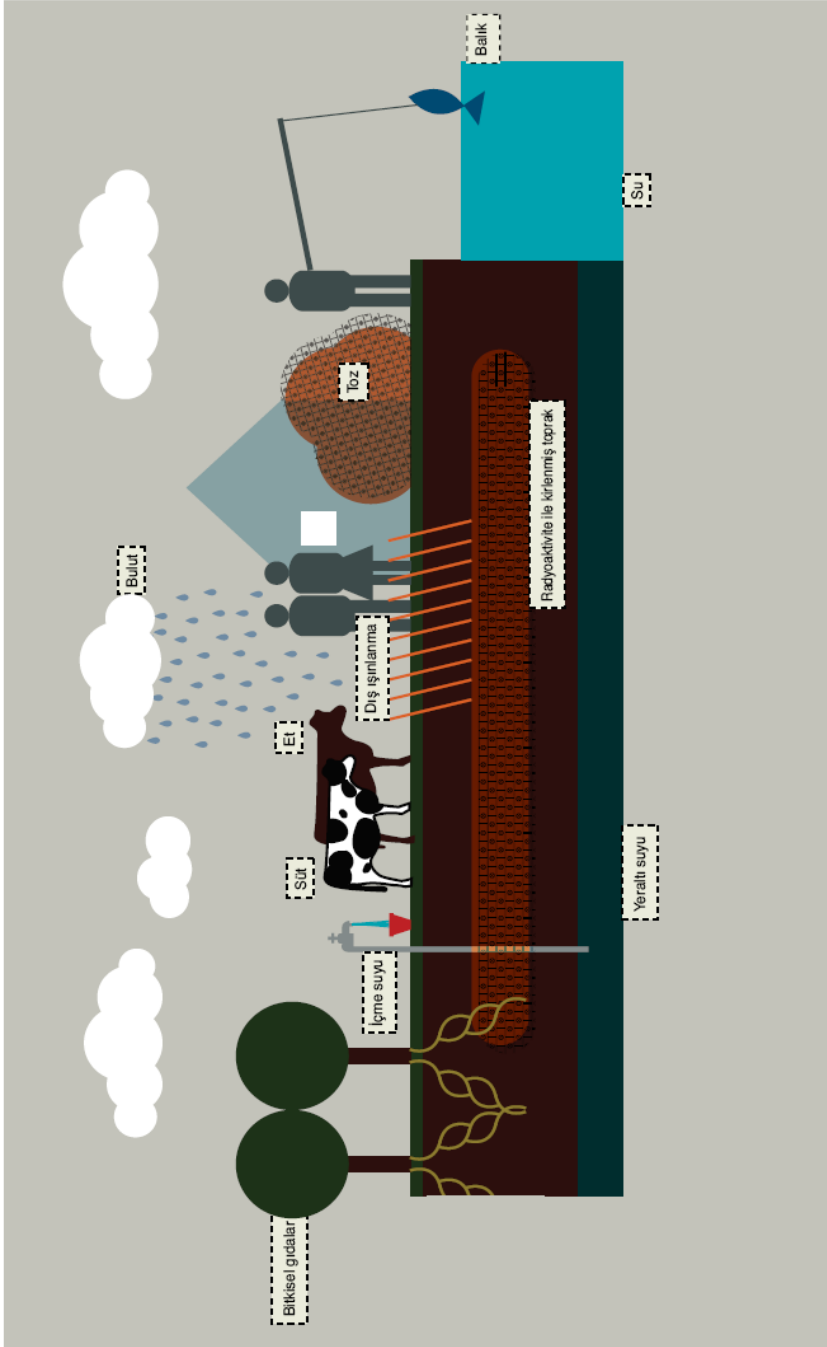 Bulut
Bitkisel gıdalar
Et
Süt
Toz
Dış ışınlanma
İçme suyu
Balık
Radyoaktivite ile kirlenmiş toprak
Yeraltı suyu
Su